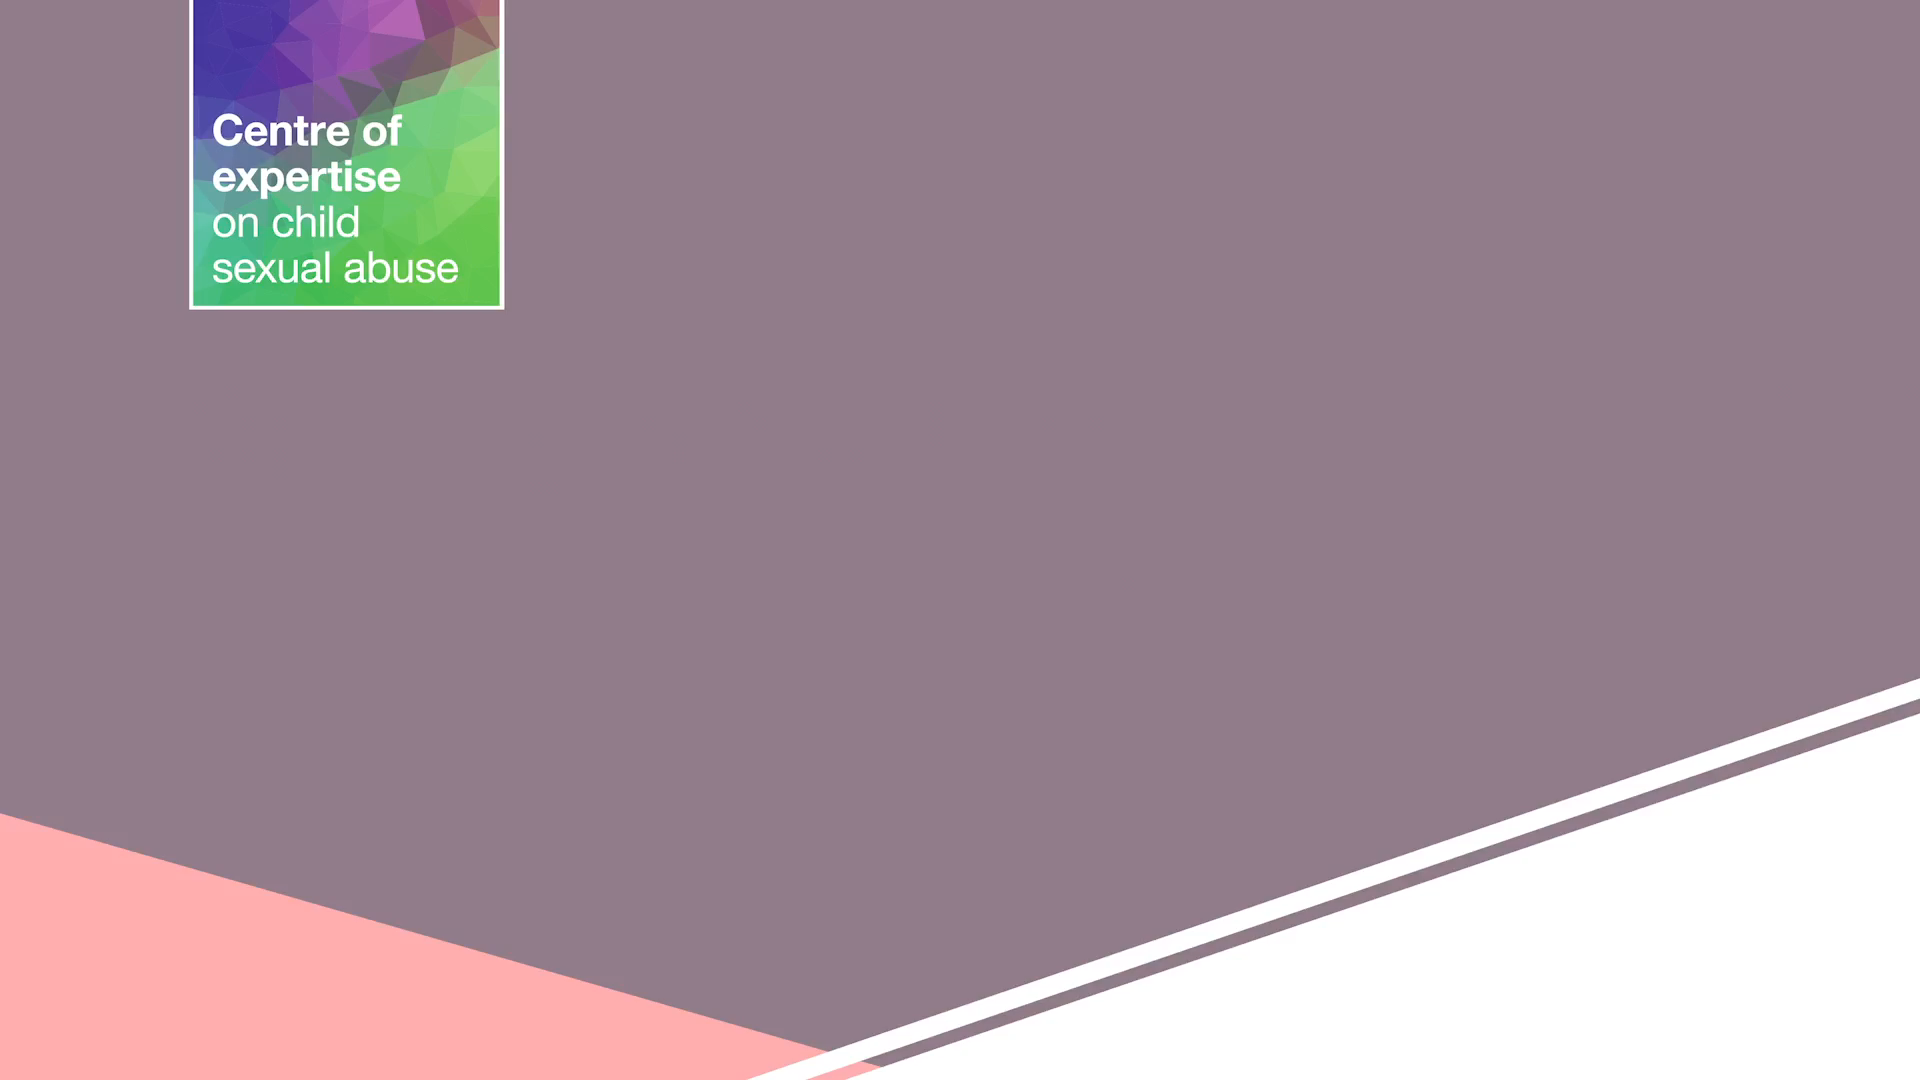 Centre of
expertise
on child
sexual abuse